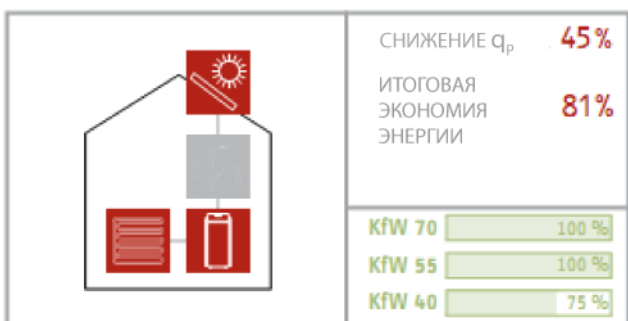 СНИЖЕНИЕ qp 45%
ИТОГОВАЯ
ЭКОНОМИЯ 81%
ЭНЕРГИИ
KfW 70 100 %
KfW 55 100 %
KfW 40 75 %